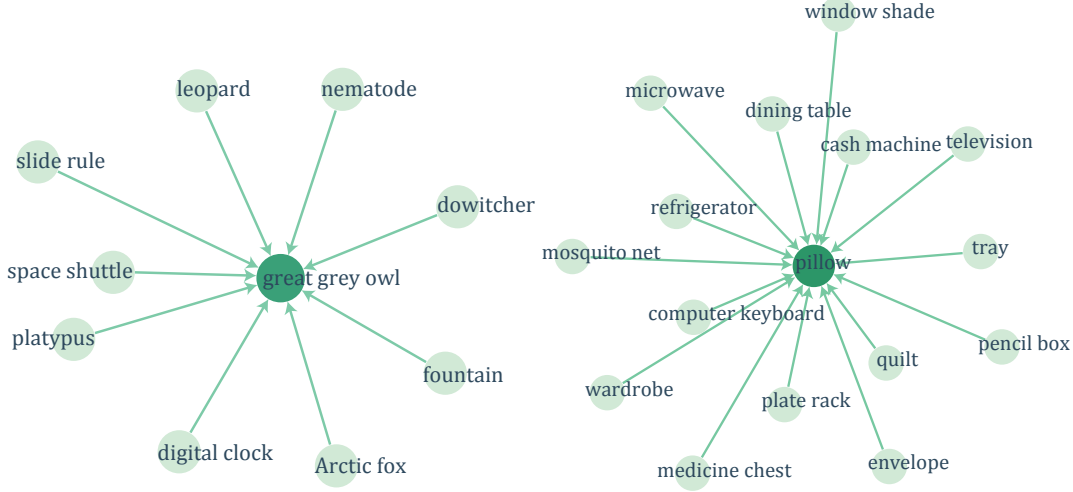 leopard
nematode
slide rule
dowitcher
space shuttle
great grey owl
platypus
fountain
digital clock
Arctic fox
window shade
microwave
dining table
cash machine
television
refrigerator
mosquito net
pillow
tray
computer keyboard
pencil box
quilt
wardrobe
plate rack
medicine chest
envelope